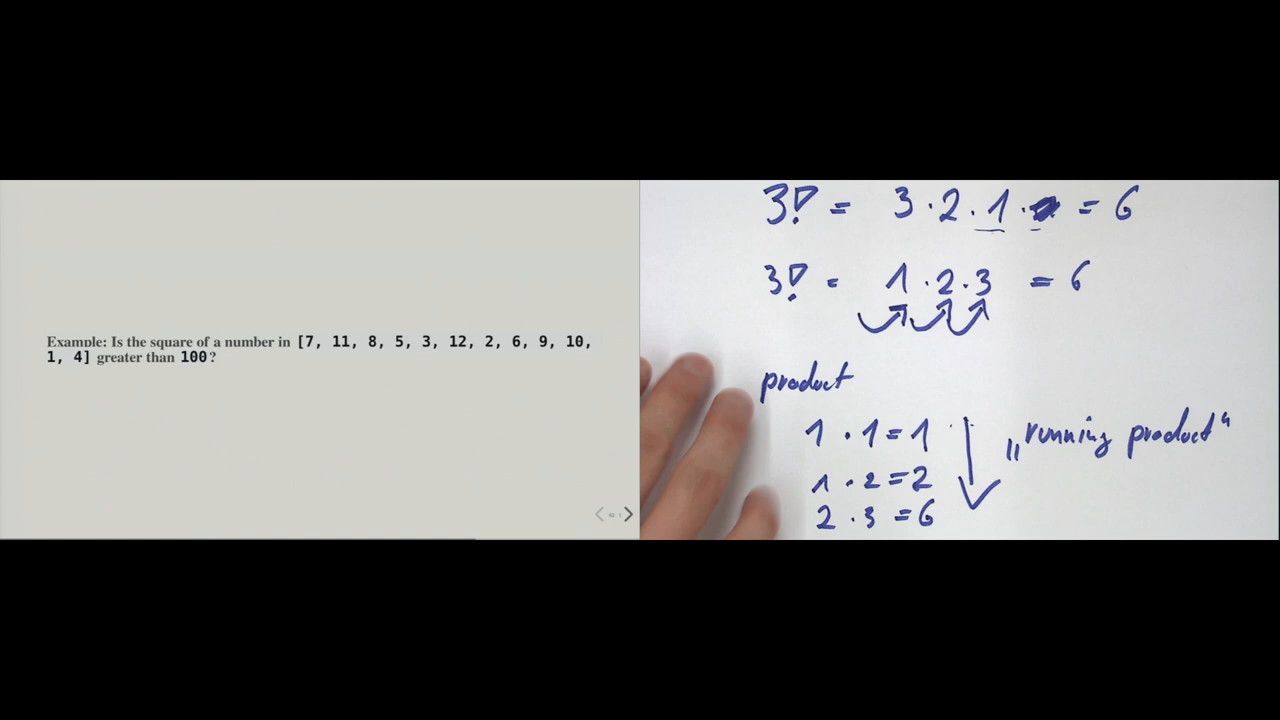 Example: Is the square of a number in [7, 11, 8, 5, 3, 12, 2, 6, 9, 10,
1, 4] greater than 100?
3! = 3 · 2 · 1 · = 6
3! = 1 · 2 · 3 = 6
product
1 · 1 = 1
1 · 2 = 2
2 · 3 = 6
„running product“